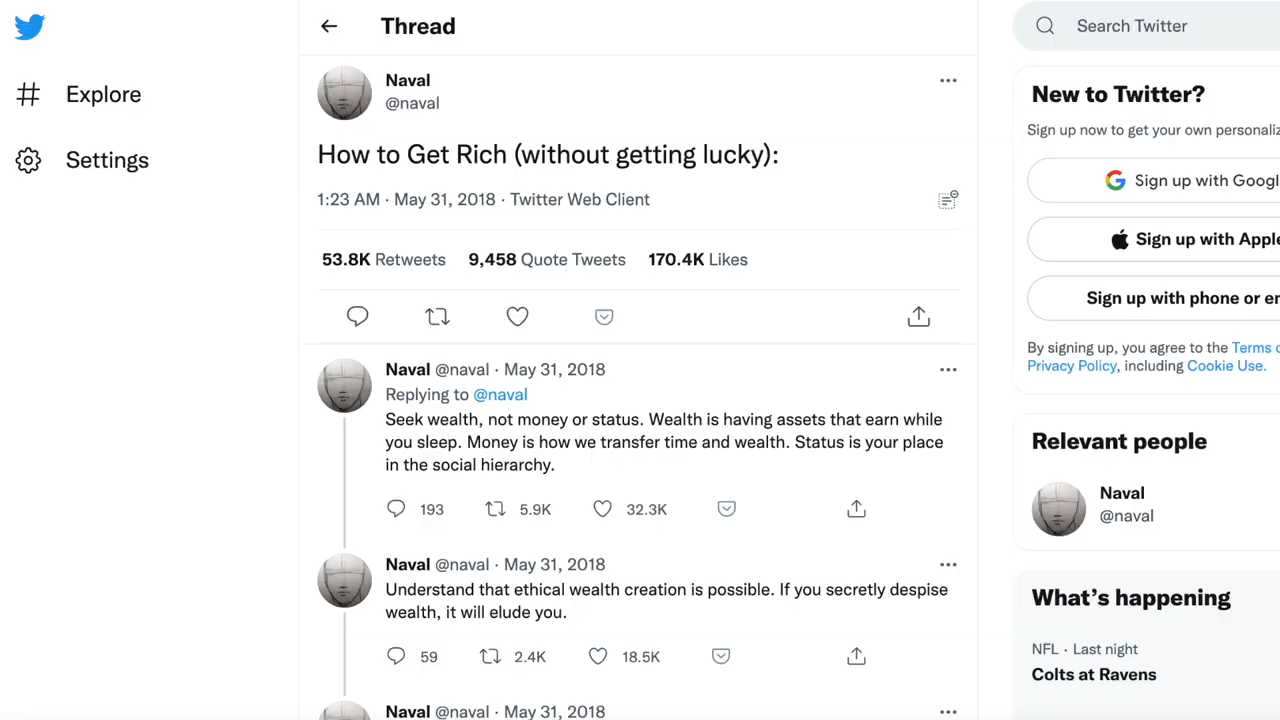 Explore
Settings
Thread
Naval
@naval
How to Get Rich (without getting lucky):
1:23 AM · May 31, 2018 · Twitter Web Client
53.8K Retweets 9,458 Quote Tweets 170.4K Likes
Naval @naval · May 31, 2018
Replying to @naval
Seek wealth, not money or status. Wealth is having assets that earn while
you sleep. Money is how we transfer time and wealth. Status is your place
in the social hierarchy.
193 5.9K 32.3K
Naval @naval · May 31, 2018
Understand that ethical wealth creation is possible. If you secretly despise
wealth, it will elude you.
59 2.4K 18.5K
Naval @naval · May 31, 2018
Search Twitter
New to Twitter?
Sign up now to get your own
Sign up with
Sign up with
Sign up with phone or
By signing up, you agree to the Terms
Privacy Policy, including Cookie Use.
Relevant people
Naval
@naval
What's happening
NFL · Last night
Colts at Ravens